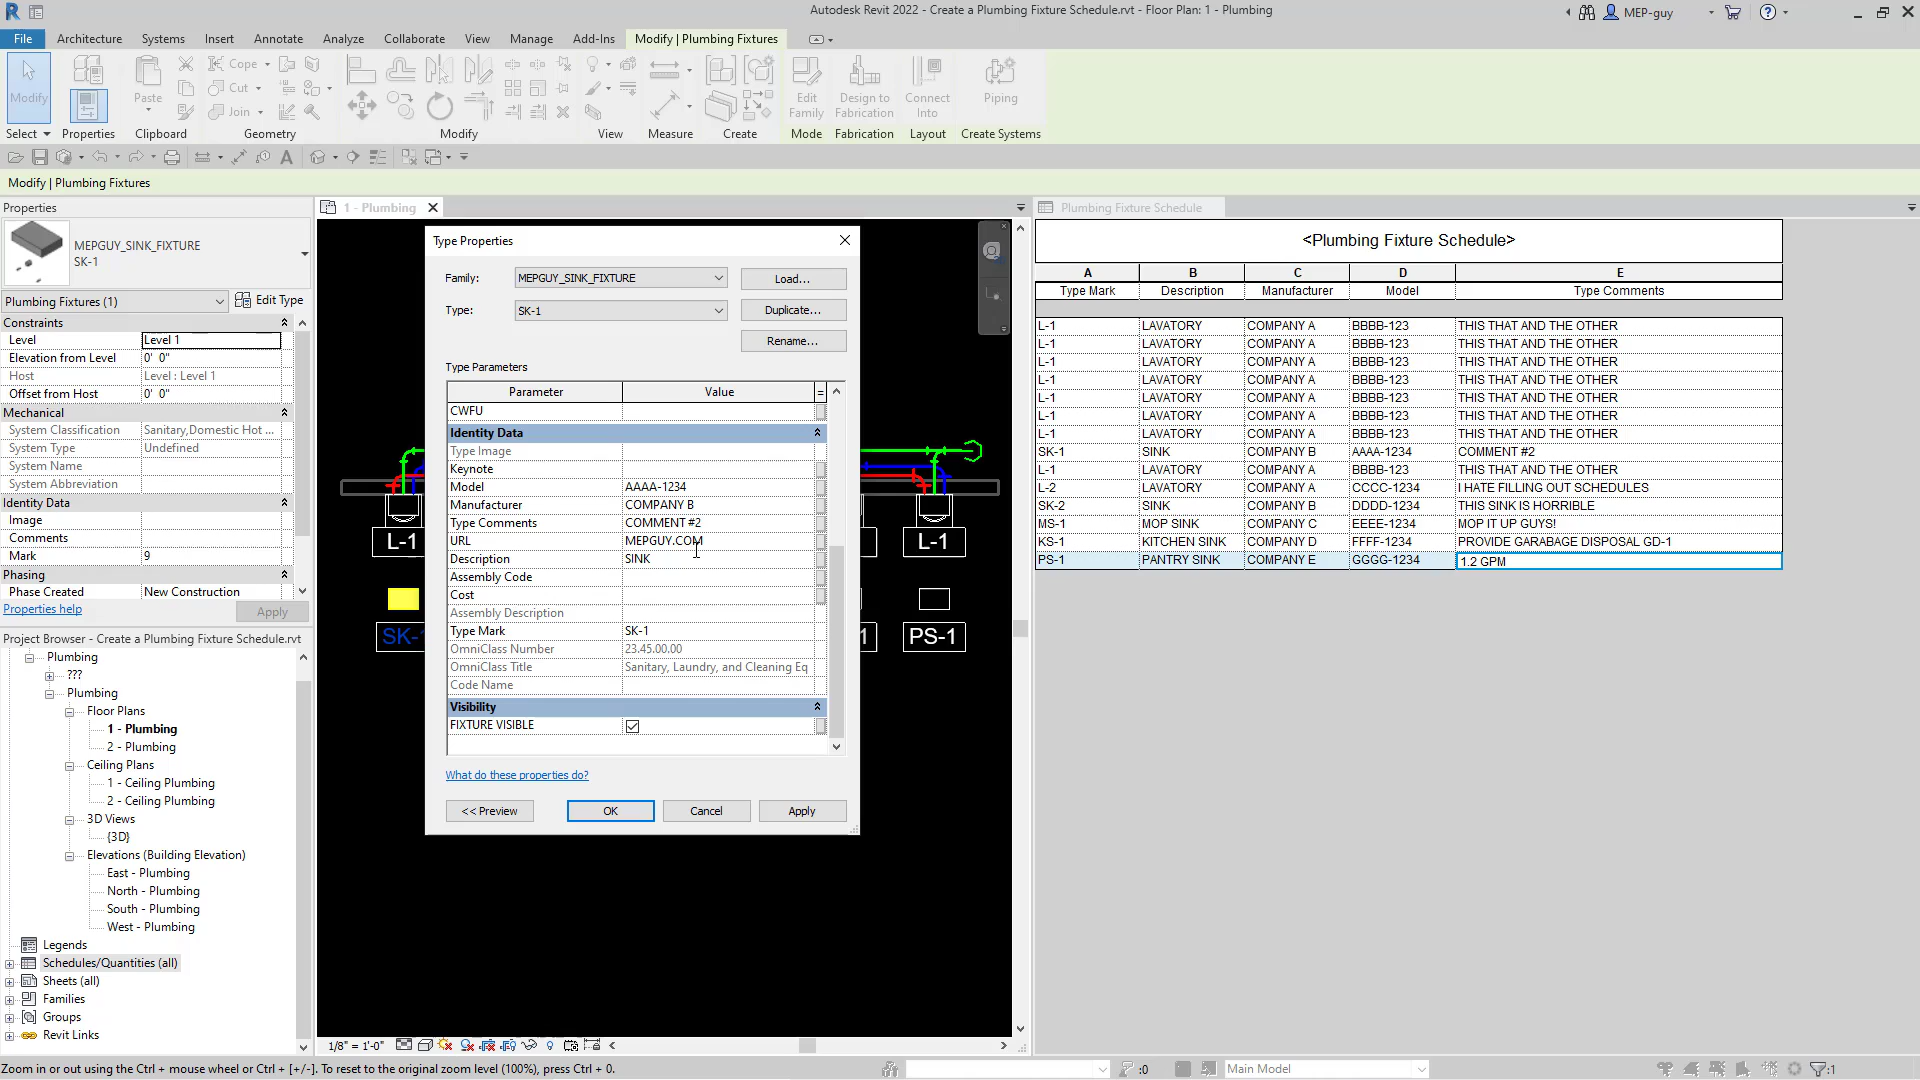 Autodesk Revit 2022 - Create a Plumbing Fixture Schedule.rvt - Floor Plan: 1 - Plumbing
MEP-guy
File Architecture Systems Insert Annotate Analyze Collaborate View Manage Add-Ins Modify | Plumbing Fixtures
Modify
Paste
Cope
Cut
Join
Edit Family
Design to Fabrication
Connect Into
Piping
Select Properties Clipboard Geometry Modify View Measure Create Mode Fabrication Layout Create Systems
Modify | Plumbing Fixtures
Properties
MEPGUY_SINK_FIXTURE
SK-1
Plumbing Fixtures (1) Edit Type
Constraints
Level Level 1
Elevation from Level 0' 0"
Host Level : Level 1
Offset from Host 0' 0"
Mechanical
System Classification Sanitary,Domestic Hot ...
System Type Undefined
System Name
System Abbreviation
Identity Data
Image
Comments
Mark 9
Phasing
Phase Created New Construction
Properties help Apply
Project Browser - Create a Plumbing Fixture Schedule.rvt
Plumbing
???
Plumbing
Floor Plans
1 - Plumbing
2 - Plumbing
Ceiling Plans
1 - Ceiling Plumbing
2 - Ceiling Plumbing
3D Views
{3D}
Elevations (Building Elevation)
East - Plumbing
North - Plumbing
South - Plumbing
West - Plumbing
Legends
Schedules/Quantities (all)
Sheets (all)
Families
Groups
Revit Links
1 - Plumbing
Type Properties
Family: MEPGUY_SINK_FIXTURE Load...
Type: SK-1 Duplicate...
Rename...
Type Parameters
Parameter Value =
CWFU
Identity Data
Type Image
Keynote
Model AAAA-1234
Manufacturer COMPANY B
Type Comments COMMENT #2
URL MEPGUY.COM
Description SINK
Assembly Code
Cost
Assembly Description
Type Mark SK-1
OmniClass Number 23.45.00.00
OmniClass Title Sanitary, Laundry, and Cleaning Eq
Code Name
Visibility
FIXTURE VISIBLE
What do these properties do?
<< Preview OK Cancel Apply
L-1 L-1
SK- 1 PS-1
1/8" = 1'-0"
Plumbing Fixture Schedule
<Plumbing Fixture Schedule>
A B C D E
Type Mark Description Manufacturer Model Type Comments
L-1 LAVATORY COMPANY A BBBB-123 THIS THAT AND THE OTHER
L-1 LAVATORY COMPANY A BBBB-123 THIS THAT AND THE OTHER
L-1 LAVATORY COMPANY A BBBB-123 THIS THAT AND THE OTHER
L-1 LAVATORY COMPANY A BBBB-123 THIS THAT AND THE OTHER
L-1 LAVATORY COMPANY A BBBB-123 THIS THAT AND THE OTHER
L-1 LAVATORY COMPANY A BBBB-123 THIS THAT AND THE OTHER
L-1 LAVATORY COMPANY A BBBB-123 THIS THAT AND THE OTHER
SK-1 SINK COMPANY B AAAA-1234 COMMENT #2
L-1 LAVATORY COMPANY A BBBB-123 THIS THAT AND THE OTHER
L-2 LAVATORY COMPANY A CCCC-1234 I HATE FILLING OUT SCHEDULES
SK-2 SINK COMPANY B DDDD-1234 THIS SINK IS HORRIBLE
MS-1 MOP SINK COMPANY C EEEE-1234 MOP IT UP GUYS!
KS-1 KITCHEN SINK COMPANY D FFFF-1234 PROVIDE GARABAGE DISPOSAL GD-1
PS-1 PANTRY SINK COMPANY E GGGG-1234 1.2 GPM
Zoom in or out using the Ctrl + mouse wheel or Ctrl + [+/-]. To reset to the original zoom level (100%), press Ctrl + 0.
:0 Main Model :1